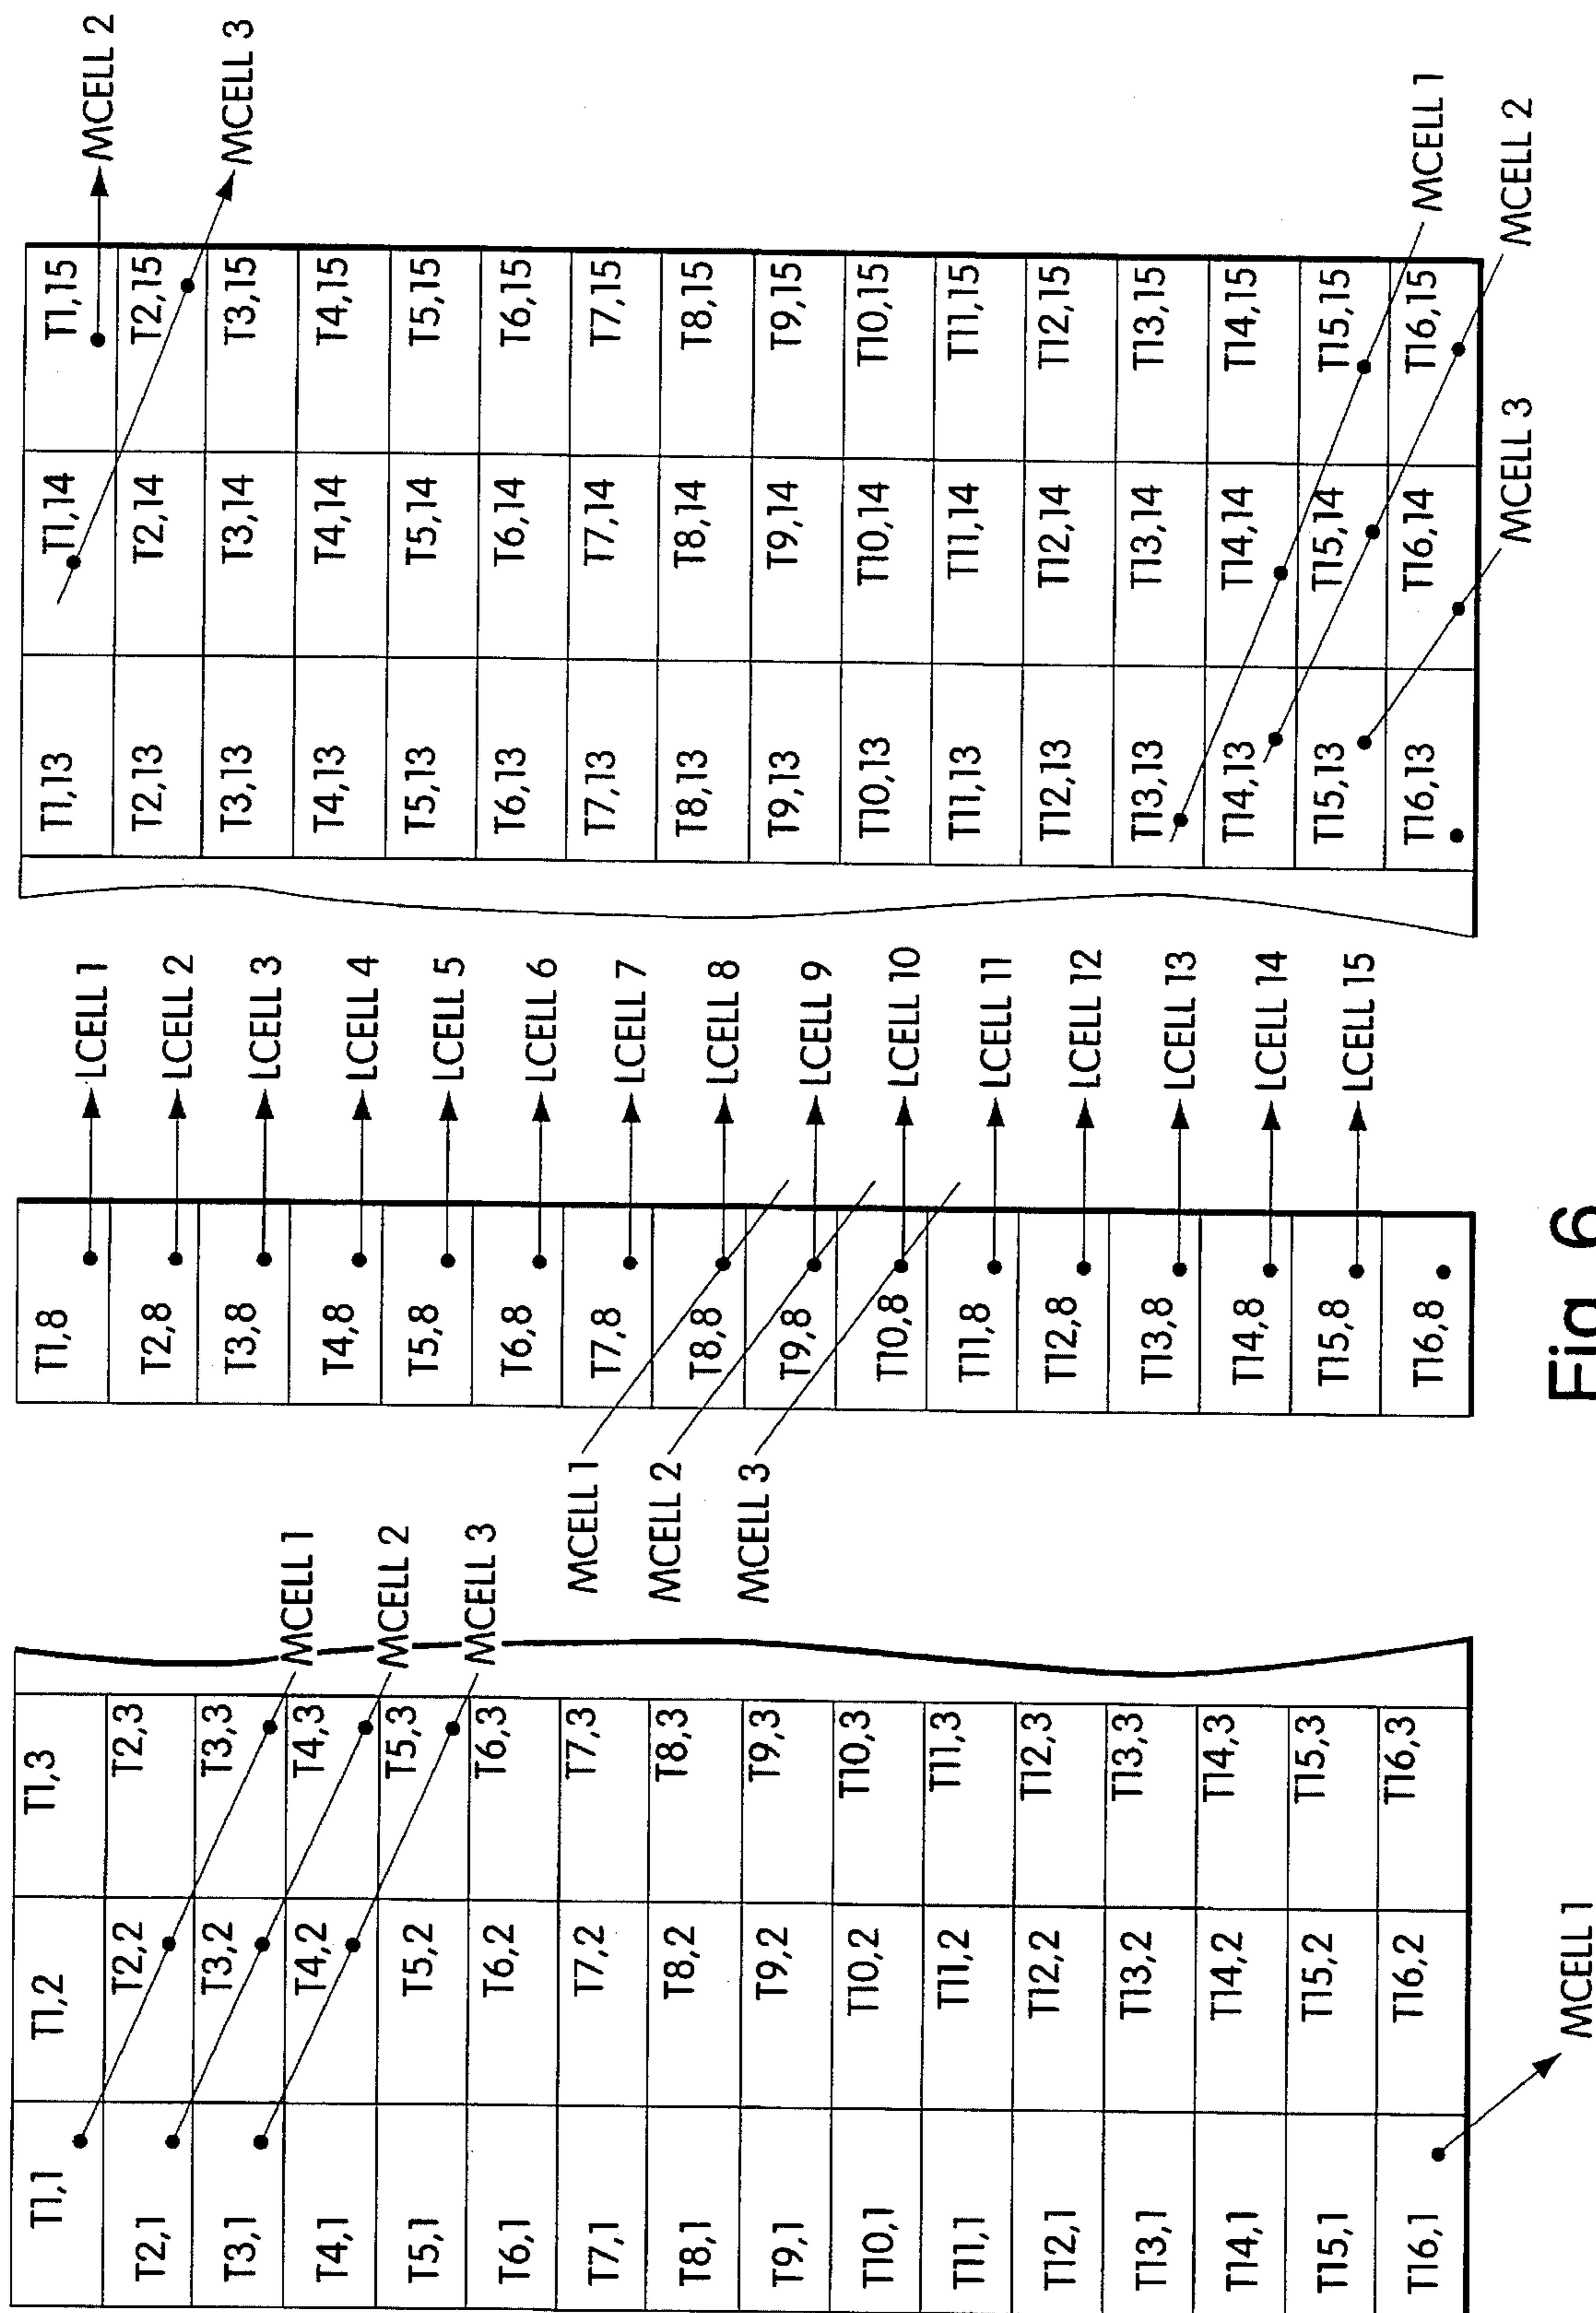 T1,1 T1,2 T1,3
T2,1 T2,2 T2,3
T3,1 T3,2 T3,3
T4,1 T4,2 T4,3
T5,1 T5,2 T5,3
T6,1 T6,2 T6,3
T7,1 T7,2 T7,3
T8,1 T8,2 T8,3
T9,1 T9,2 T9,3
T10,1 T10,2 T10,3
T11,1 T11,2 T11,3
T12,1 T12,2 T12,3
T13,1 T13,2 T13,3
T14,1 T14,2 T14,3
T15,1 T15,2 T15,3
T16,1 T16,2 T16,3
MCELL 1
MCELL 2
MCELL 3
MCELL 1
MCELL 1
MCELL 2
MCELL 3
T1,8 LCELL 1
T2,8 LCELL 2
T3,8 LCELL 3
T4,8 LCELL 4
T5,8 LCELL 5
T6,8 LCELL 6
T7,8 LCELL 7
T8,8 LCELL 8
T9,8 LCELL 9
T10,8 LCELL 10
T11,8 LCELL 11
T12,8 LCELL 12
T13,8 LCELL 13
T14,8 LCELL 14
T15,8 LCELL 15
T16,8
T1,13 T1,14 T1,15
T2,13 T2,14 T2,15
T3,13 T3,14 T3,15
T4,13 T4,14 T4,15
T5,13 T5,14 T5,15
T6,13 T6,14 T6,15
T7,13 T7,14 T7,15
T8,13 T8,14 T8,15
T9,13 T9,14 T9,15
T10,13 T10,14 T10,15
T11,13 T11,14 T11,15
T12,13 T12,14 T12,15
T13,13 T13,14 T13,15
T14,13 T14,14 T14,15
T15,13 T15,14 T15,15
T16,13 T16,14 T16,15
MCELL 2
MCELL 3
MCELL 1
MCELL 2
MCELL 3
Fig. 6